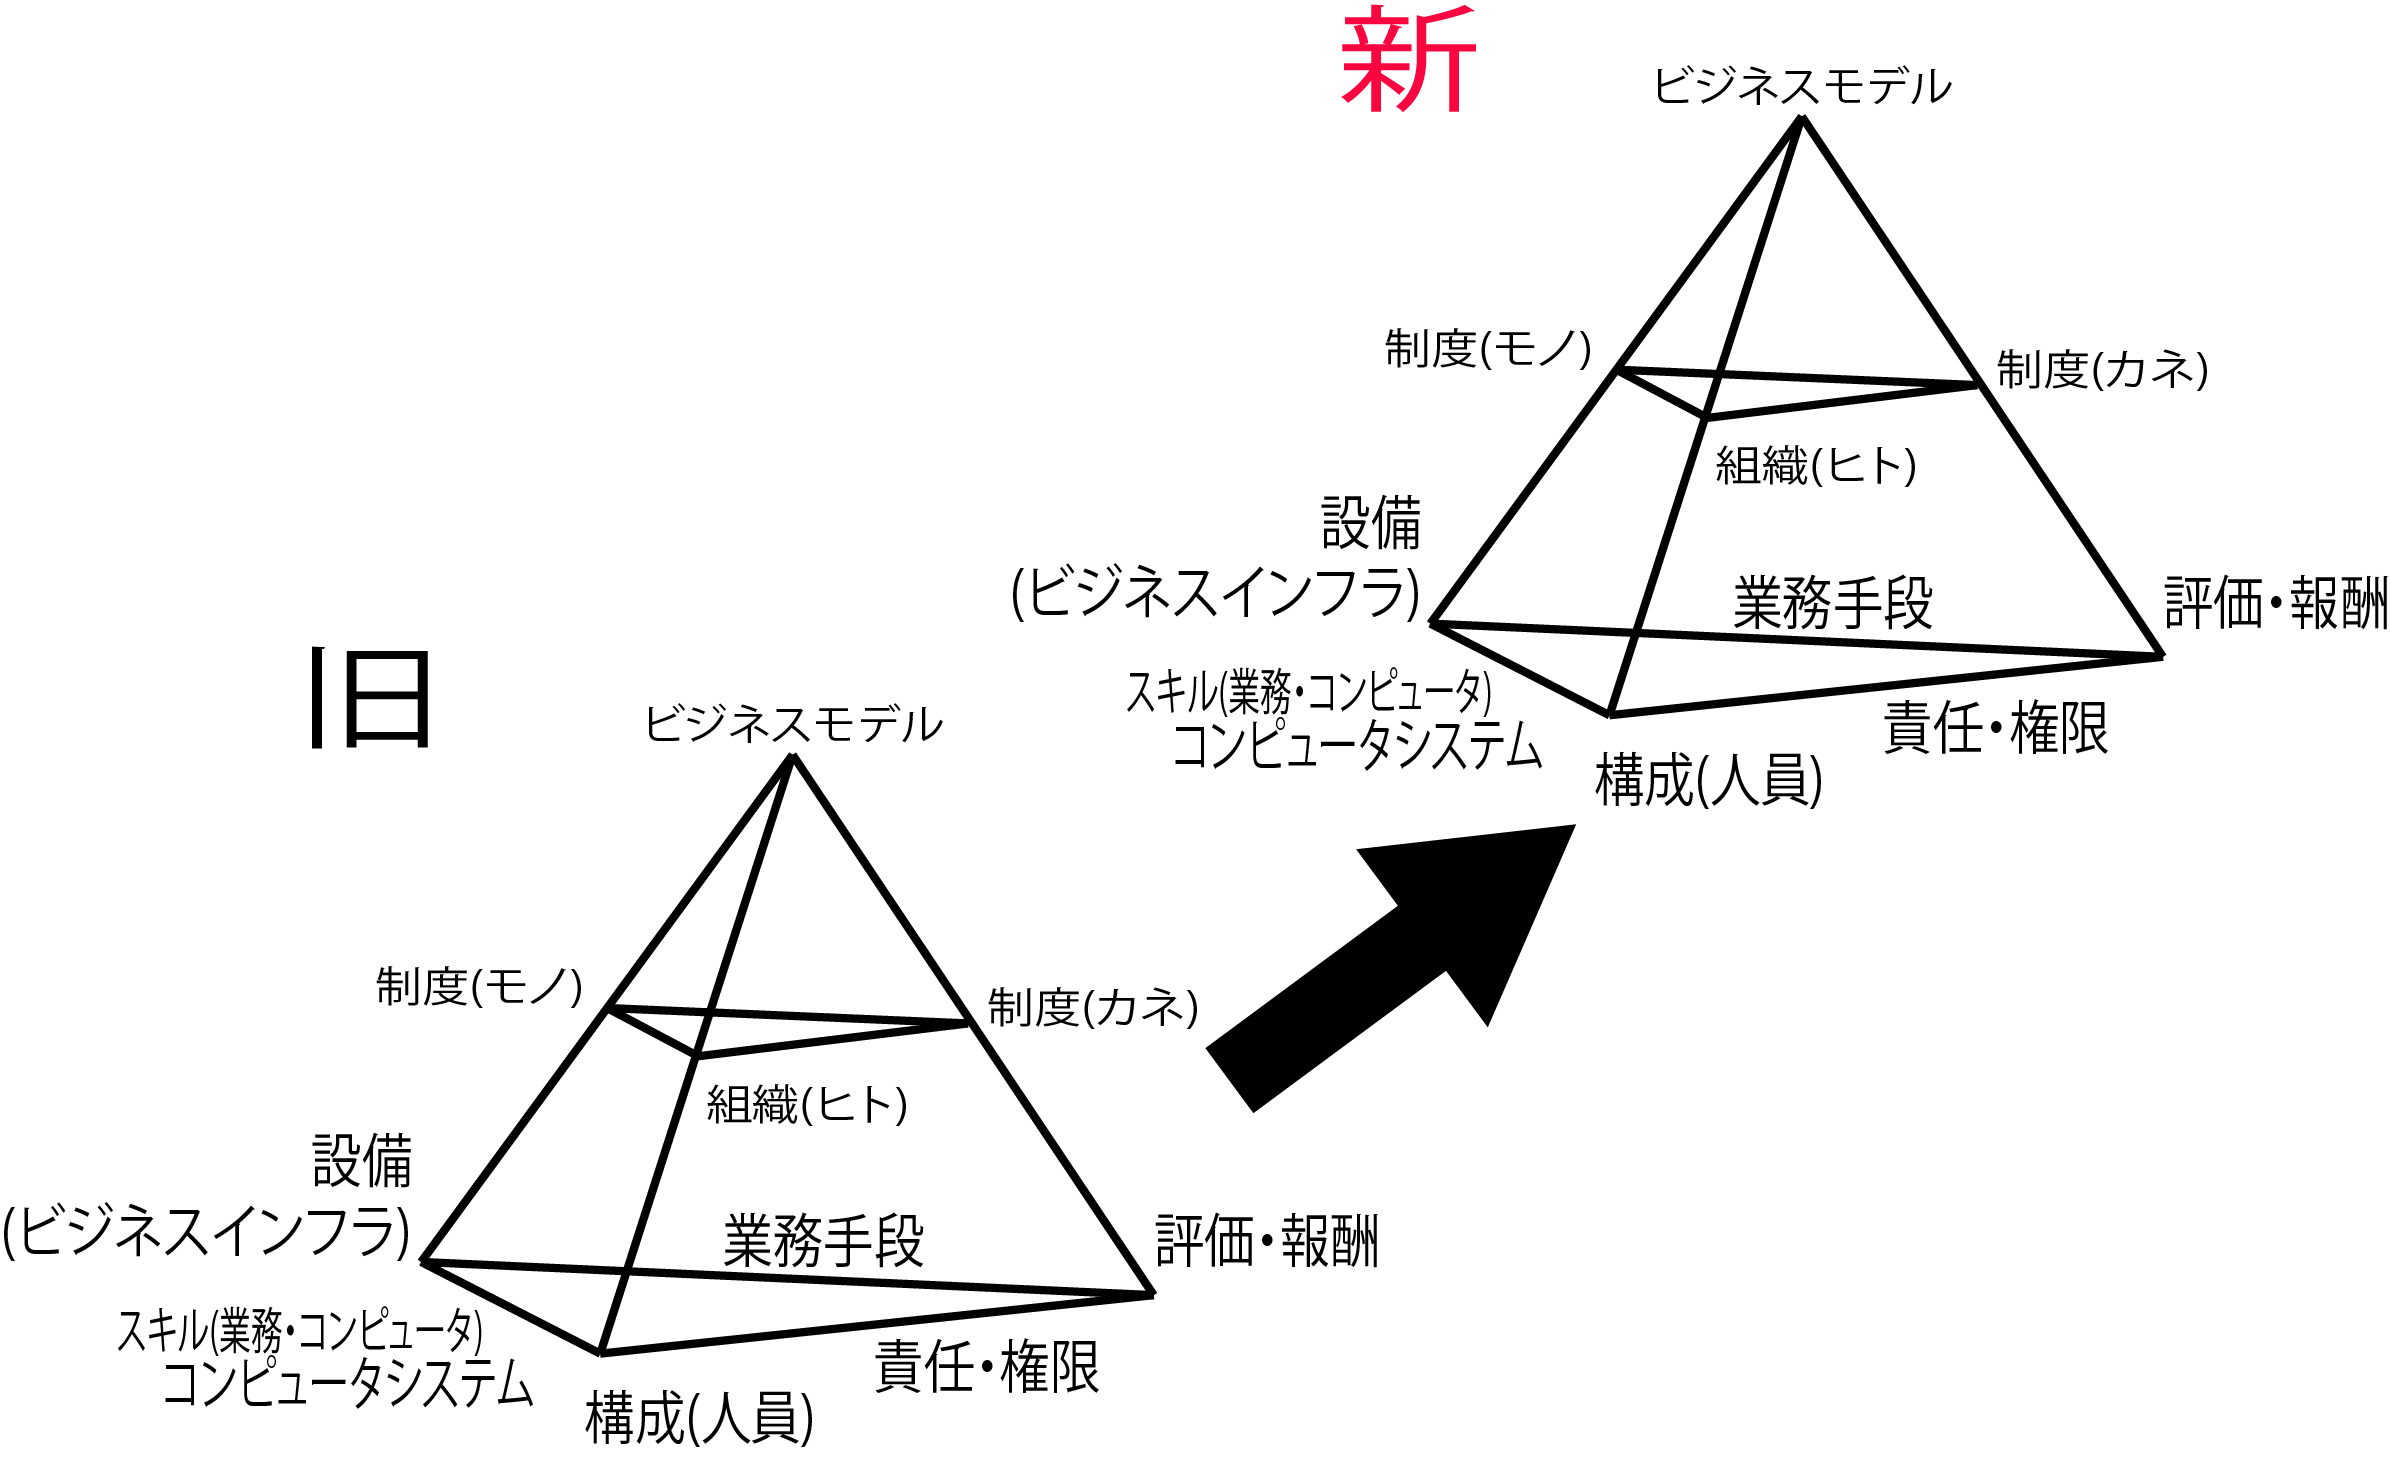 新
ビジネスモデル
制度(モノ)
制度(カネ)
組織(ヒト)
設備
(ビジネスインフラ)
業務手段
評価・報酬
スキル(業務・コンピュータ)
コンピュータシステム
責任・権限
構成(人員)
旧
ビジネスモデル
制度(モノ)
制度(カネ)
組織(ヒト)
設備
(ビジネスインフラ)
業務手段
評価・報酬
スキル(業務・コンピュータ)
コンピュータシステム
責任・権限
構成(人員)